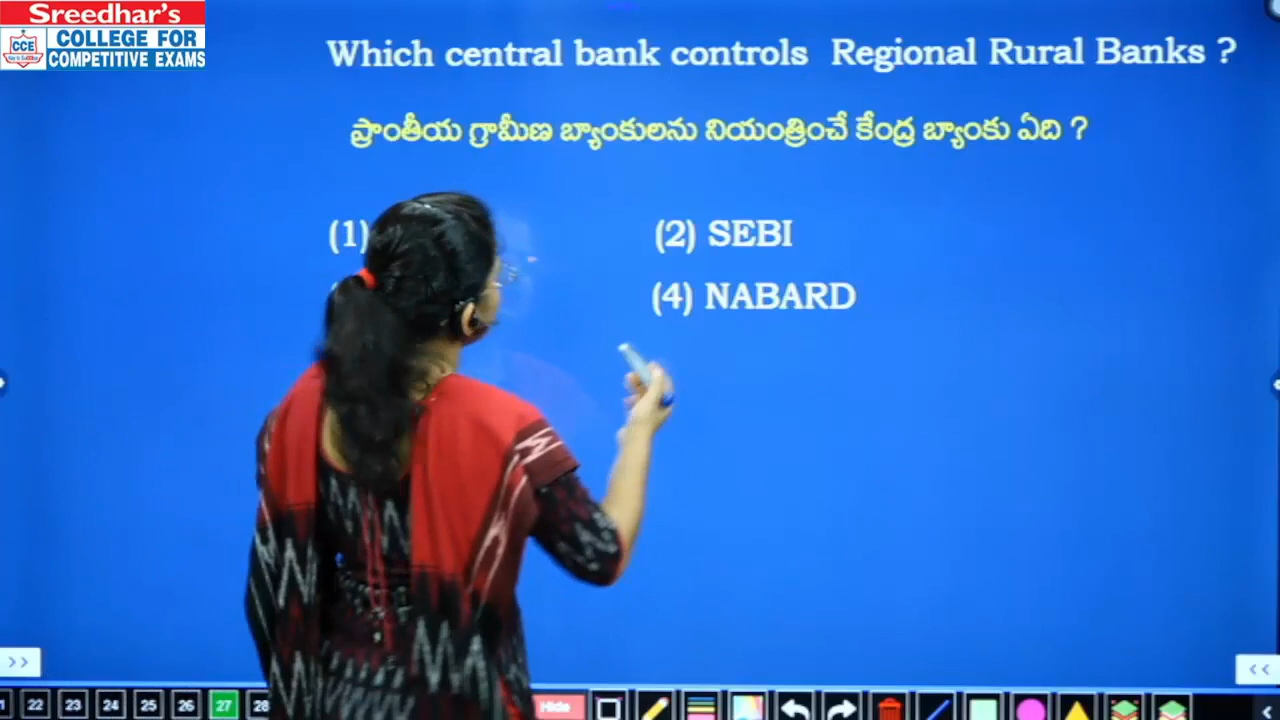 Sreedhar's
CCE
COLLEGE FOR
COMPETITIVE EXAMS
Which central bank controls Regional Rural Banks ?
ప్రాంతీయ గ్రామీణ బ్యాంకులను నియంత్రించే కేంద్ర బ్యాంకు ఏది ?
(1)
(2) SEBI
(4) NABARD
>>
<<
22 23 24 25 26 27 28 Hide